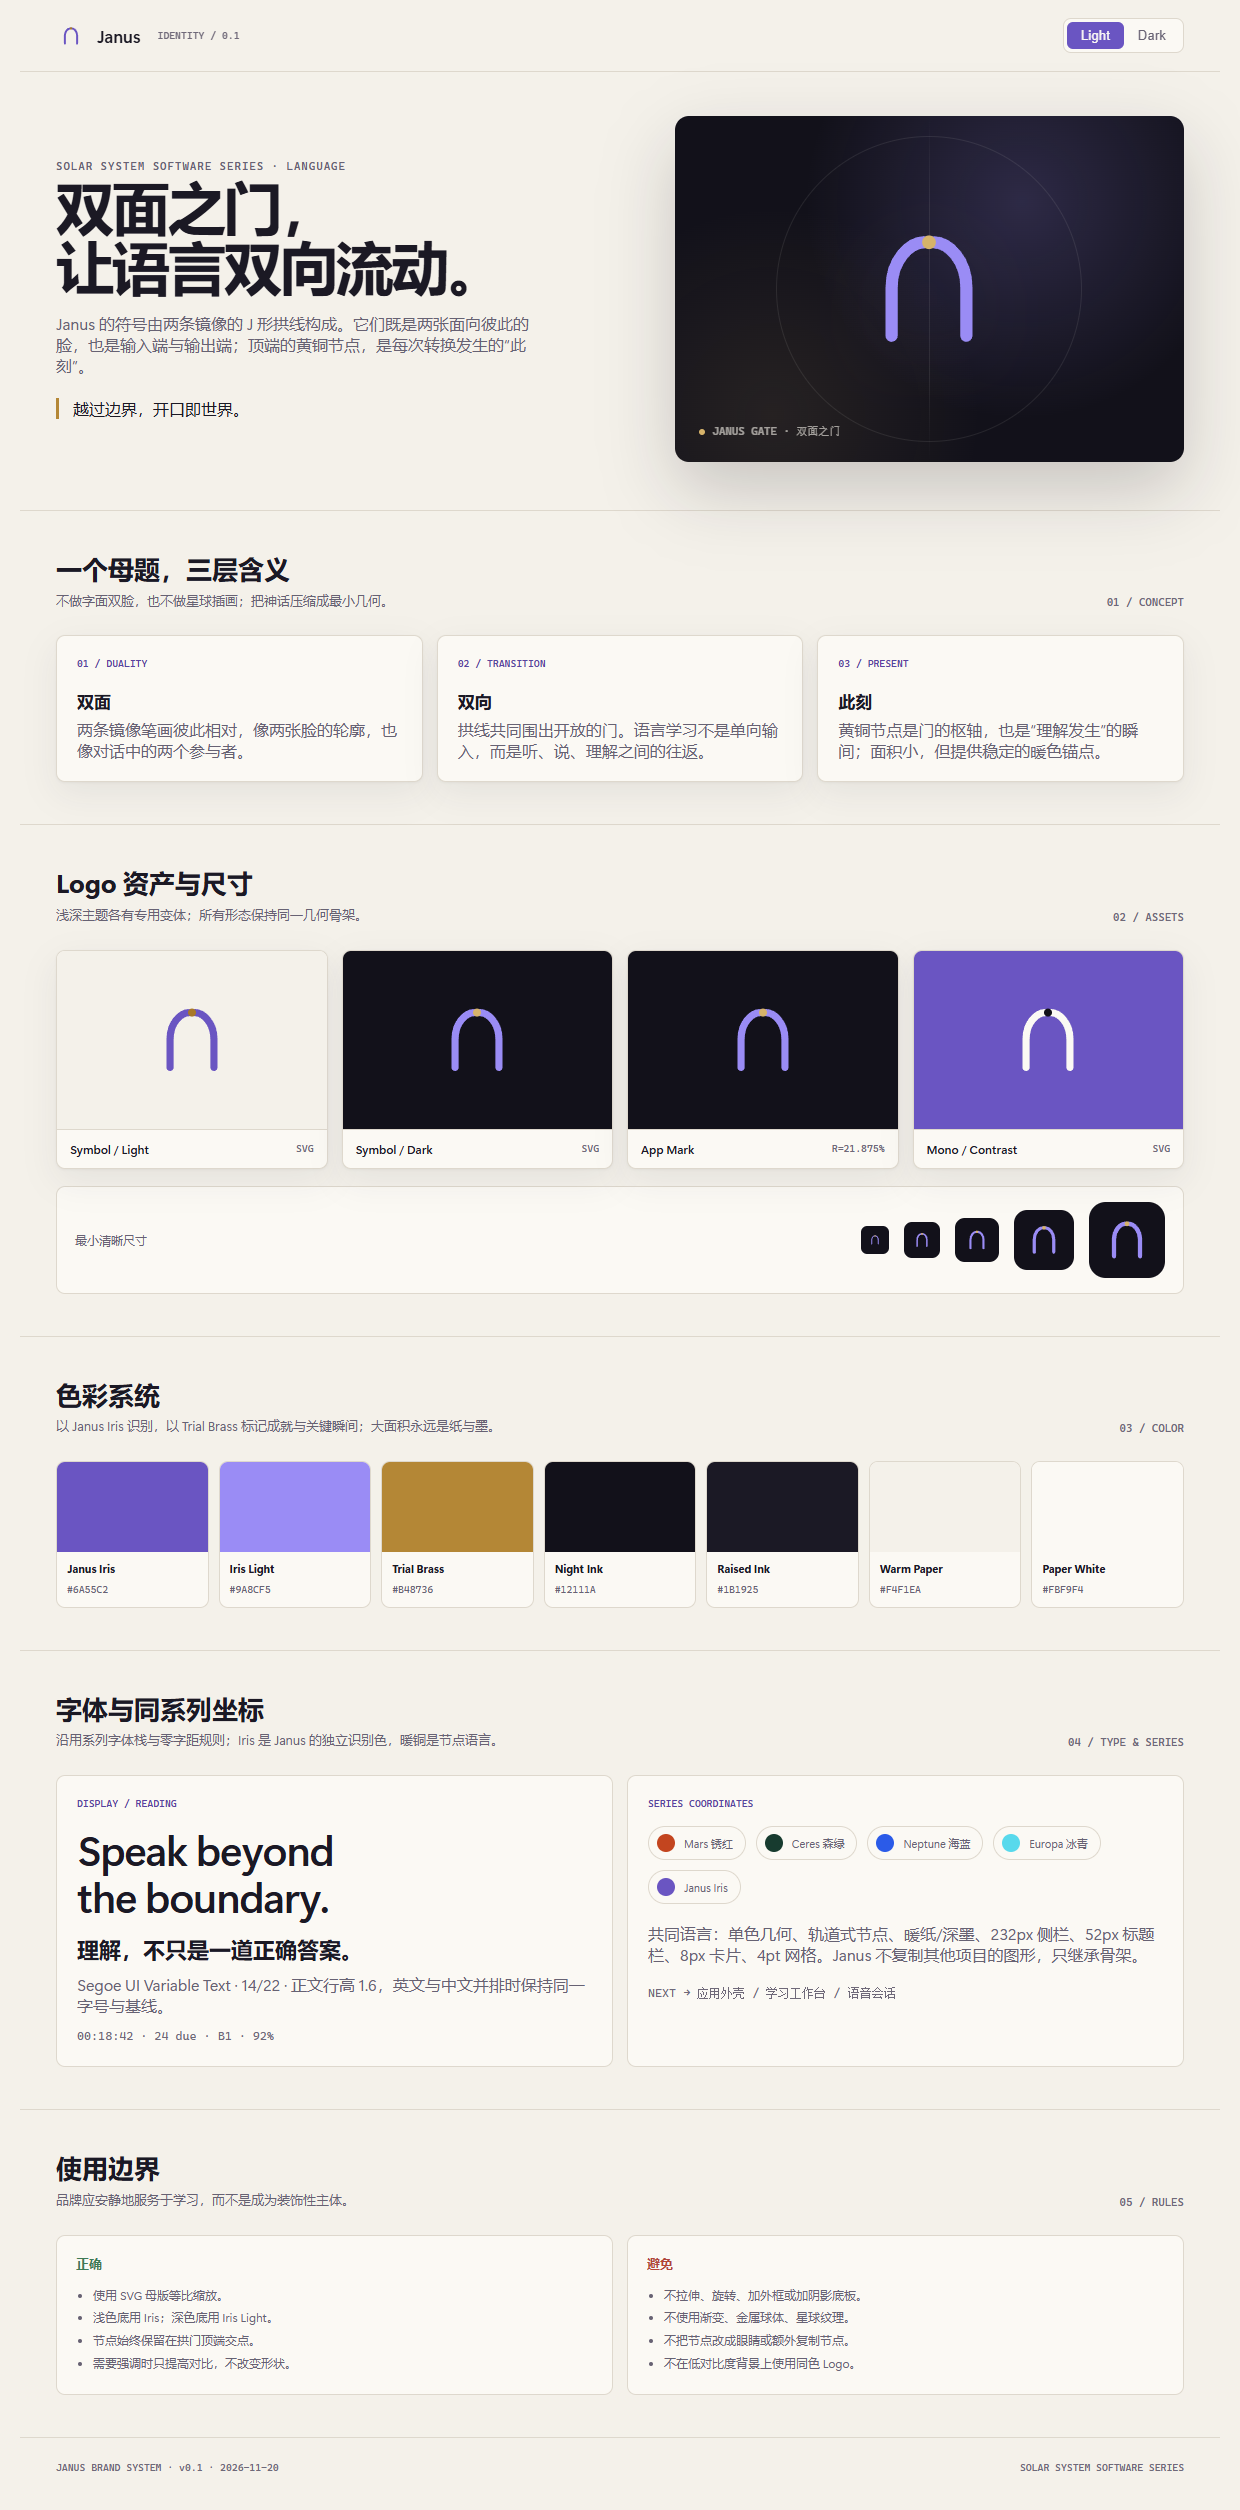 Janus IDENTITY / 0.1
Light Dark
SOLAR SYSTEM SOFTWARE SERIES · LANGUAGE
双面之门，
让语言双向流动。
Janus 的符号由两条镜像的 J 形拱线构成。它们既是两张面向彼此的
脸，也是输入端与输出端；顶端的黄铜节点，是每次转换发生的“此
刻”。
越过边界，开口即世界。
JANUS GATE · 双面之门
一个母题，三层含义
不做字面双脸，也不做星球插画；把神话压缩成最小几何。
01 / CONCEPT
01 / DUALITY
双面
两条镜像笔画彼此相对，像两张脸的轮廓，也
像对话中的两个参与者。
02 / TRANSITION
双向
拱线共同围出开放的门。语言学习不是单向输
入，而是听、说、理解之间的往返。
03 / PRESENT
此刻
黄铜节点是门的枢轴，也是“理解发生”的瞬
间；面积小，但提供稳定的暖色锚点。
Logo 资产与尺寸
浅深主题各有专用变体；所有形态保持同一几何骨架。
02 / ASSETS
Symbol / Light SVG
Symbol / Dark SVG
App Mark R=21.875%
Mono / Contrast SVG
最小清晰尺寸
色彩系统
以 Janus Iris 识别，以 Trial Brass 标记成就与关键瞬间；大面积永远是纸与墨。
03 / COLOR
Janus Iris
#6A55C2
Iris Light
#9A8CF5
Trial Brass
#B48736
Night Ink
#12111A
Raised Ink
#1B1925
Warm Paper
#F4F1EA
Paper White
#FBF9F4
字体与同系列坐标
沿用系列字体栈与零字距规则；Iris 是 Janus 的独立识别色，暖铜是节点语言。
04 / TYPE & SERIES
DISPLAY / READING
Speak beyond
the boundary.
理解，不只是一道正确答案。
Segoe UI Variable Text · 14/22 · 正文行高 1.6，英文与中文并排时保持同一
字号与基线。
00:18:42 · 24 due · B1 · 92%
SERIES COORDINATES
Mars 锈红
Ceres 森绿
Neptune 海蓝
Europa 冰青
Janus Iris
共同语言：单色几何、轨道式节点、暖纸/深墨、232px 侧栏、52px 标题
栏、8px 卡片、4pt 网格。Janus 不复制其他项目的图形，只继承骨架。
NEXT → 应用外壳 / 学习工作台 / 语音会话
使用边界
品牌应安静地服务于学习，而不是成为装饰性主体。
05 / RULES
正确
使用 SVG 母版等比缩放。
浅色底用 Iris；深色底用 Iris Light。
节点始终保留在拱门顶端交点。
需要强调时只提高对比，不改变形状。
避免
不拉伸、旋转、加外框或加阴影底板。
不使用渐变、金属球体、星球纹理。
不把节点改成眼睛或额外复制节点。
不在低对比度背景上使用同色 Logo。
JANUS BRAND SYSTEM · v0.1 · 2026-11-20
SOLAR SYSTEM SOFTWARE SERIES